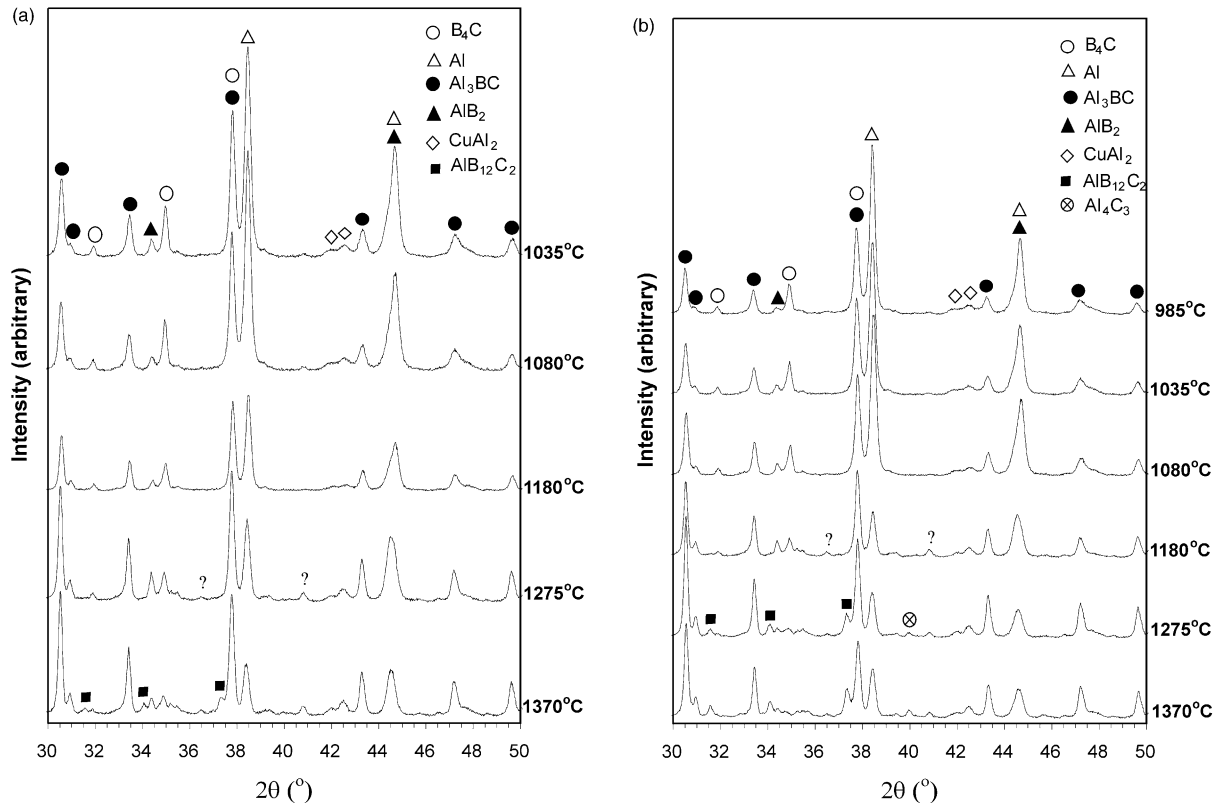 (a)
B₄C
Al
Al₃BC
AlB₂
CuAl₂
AlB₁₂C₂
1035°C
1080°C
1180°C
? ?
1275°C
1370°C
Intensity (arbitrary)
30 32 34 36 38 40 42 44 46 48 50
2θ (°)
(b)
B₄C
Al
Al₃BC
AlB₂
CuAl₂
AlB₁₂C₂
Al₄C₃
985°C
1035°C
1080°C
? ?
1180°C
1275°C
1370°C
Intensity (arbitrary)
30 32 34 36 38 40 42 44 46 48 50
2θ (°)